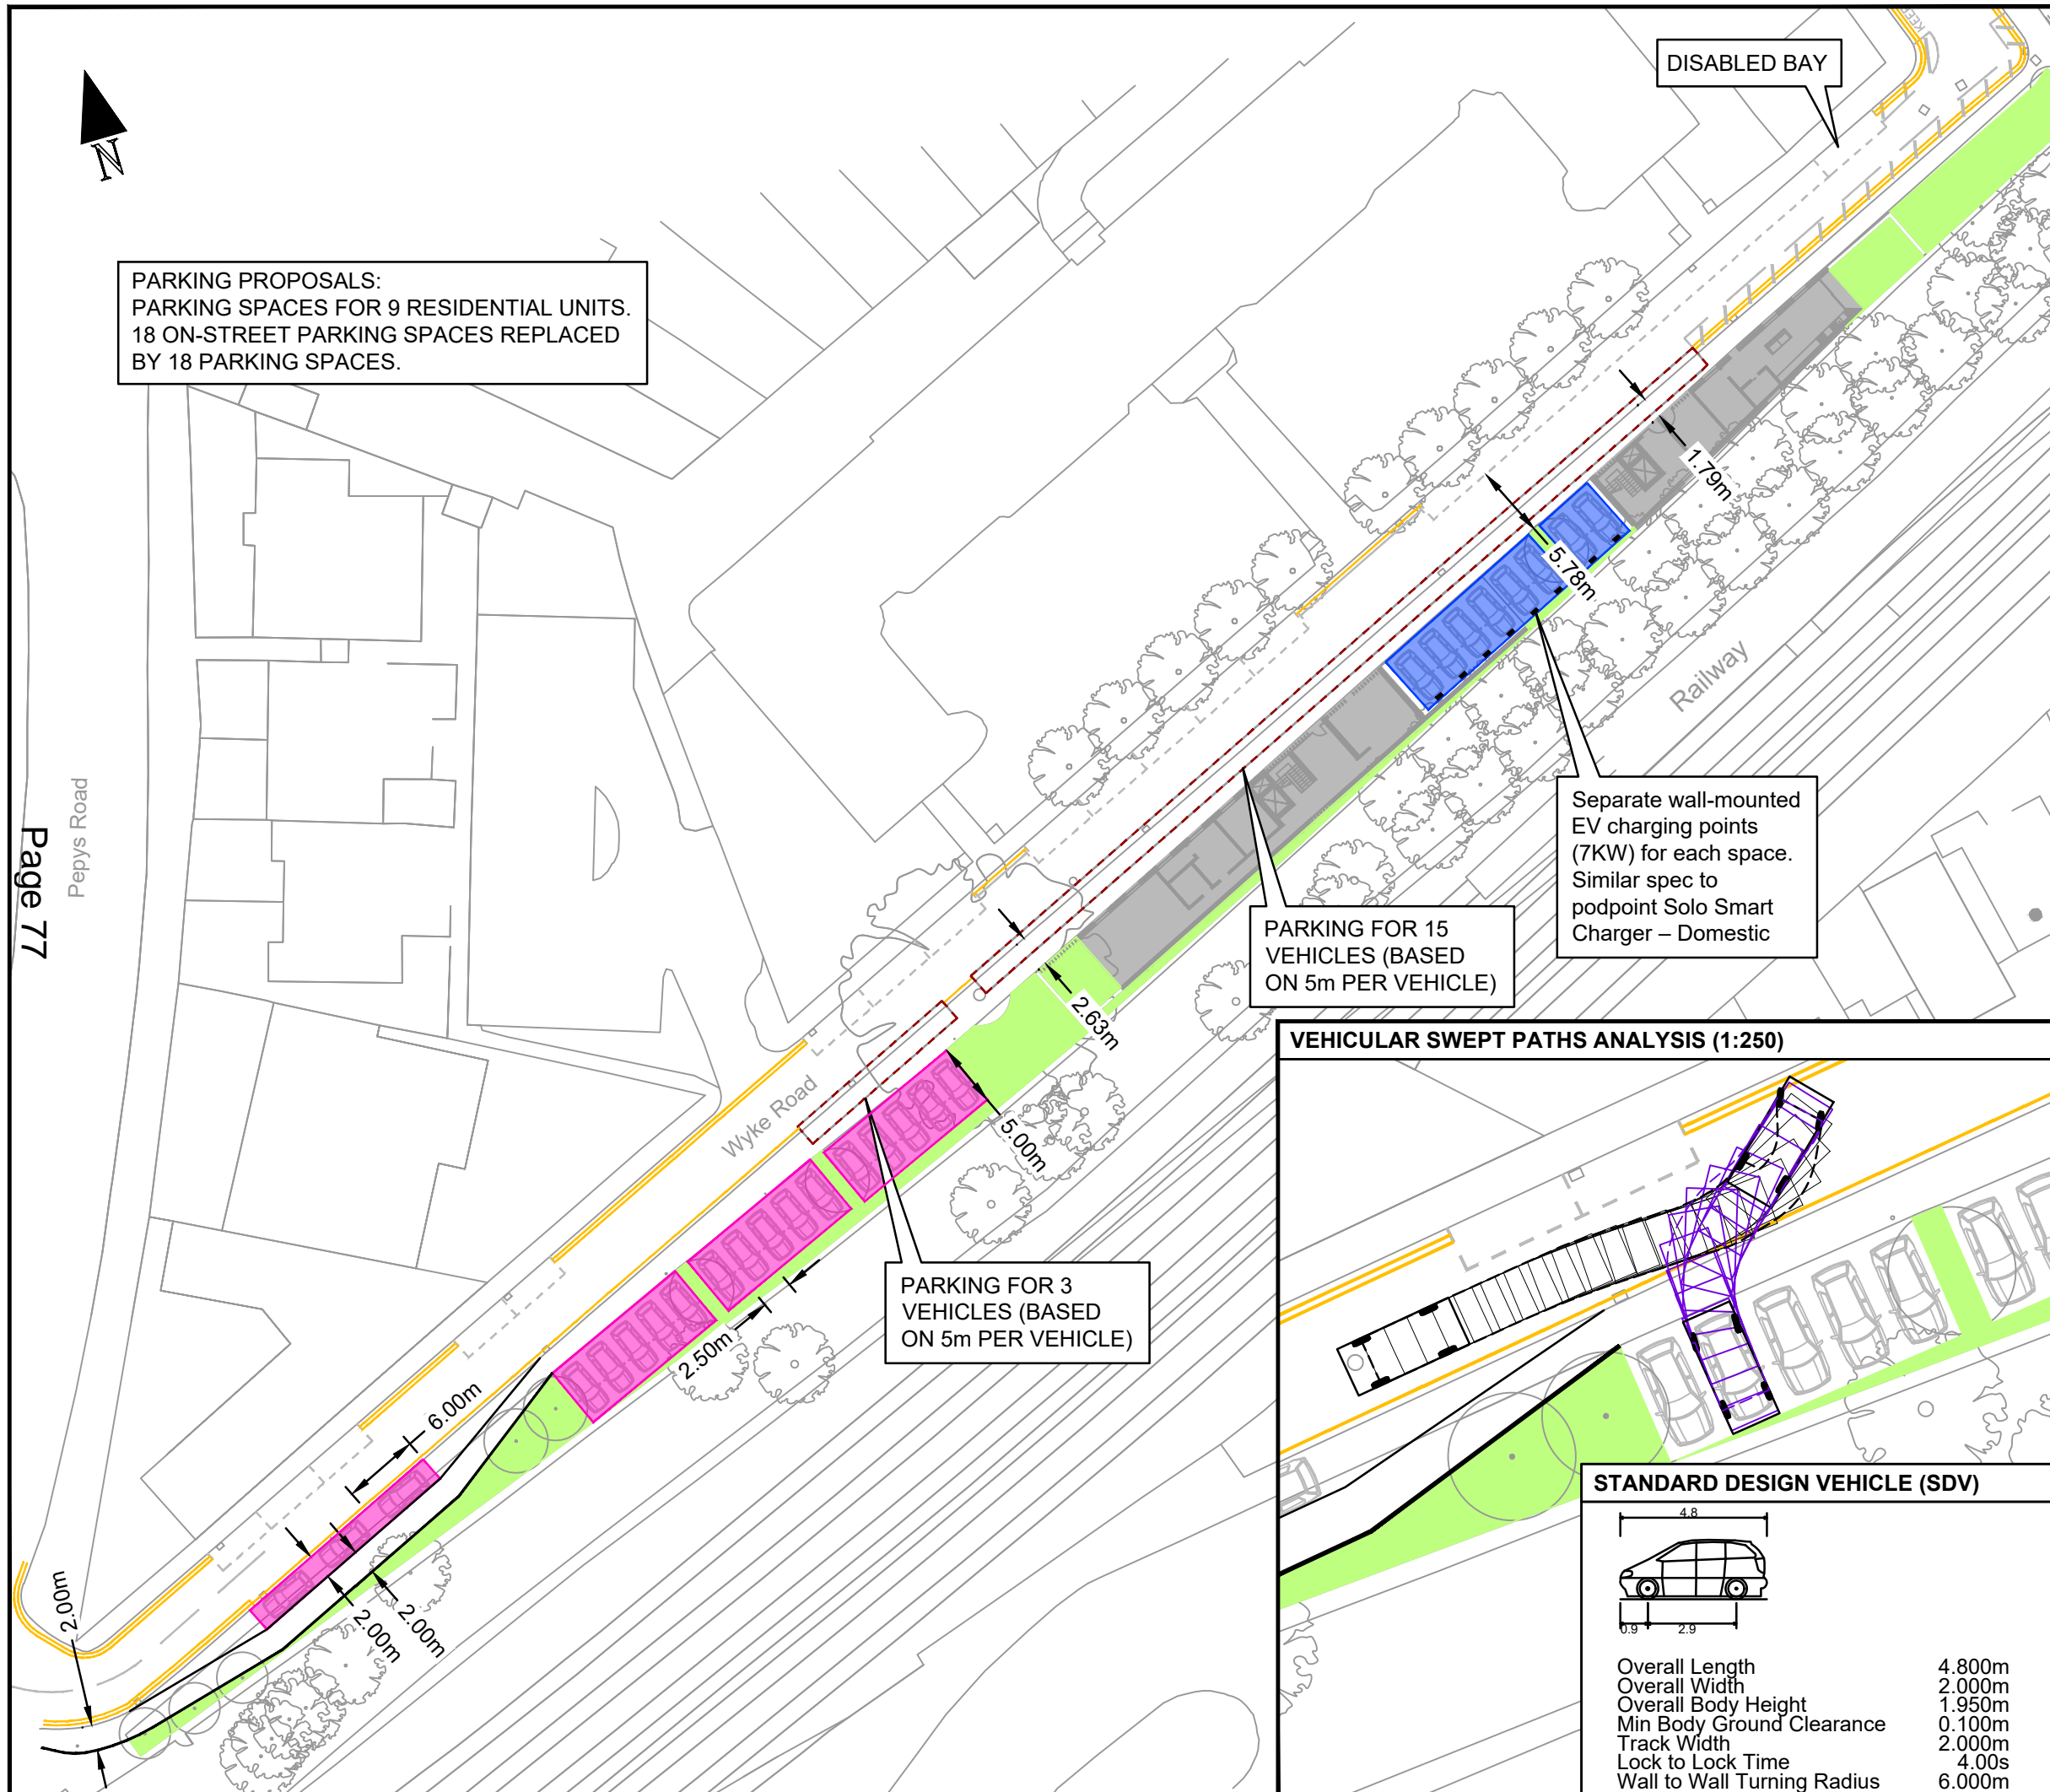 DISABLED BAY
N
KEEP
PARKING PROPOSALS:
PARKING SPACES FOR 9 RESIDENTIAL UNITS.
18 ON-STREET PARKING SPACES REPLACED
BY 18 PARKING SPACES.
1.79m
5.78m
Railway
Page 77
Pepys Road
Separate wall-mounted
EV charging points
(7KW) for each space.
Similar spec to
podpoint Solo Smart
Charger – Domestic
PARKING FOR 15
VEHICLES (BASED
ON 5m PER VEHICLE)
2.63m
Wyke Road
5.00m
PARKING FOR 3
VEHICLES (BASED
ON 5m PER VEHICLE)
2.50m
6.00m
2.00m
2.00m
2.00m
VEHICULAR SWEPT PATHS ANALYSIS (1:250)
STANDARD DESIGN VEHICLE (SDV)
4.8
0.9 2.9
Overall Length 4.800m
Overall Width 2.000m
Overall Body Height 1.950m
Min Body Ground Clearance 0.100m
Track Width 2.000m
Lock to Lock Time 4.00s
Wall to Wall Turning Radius 6.000m